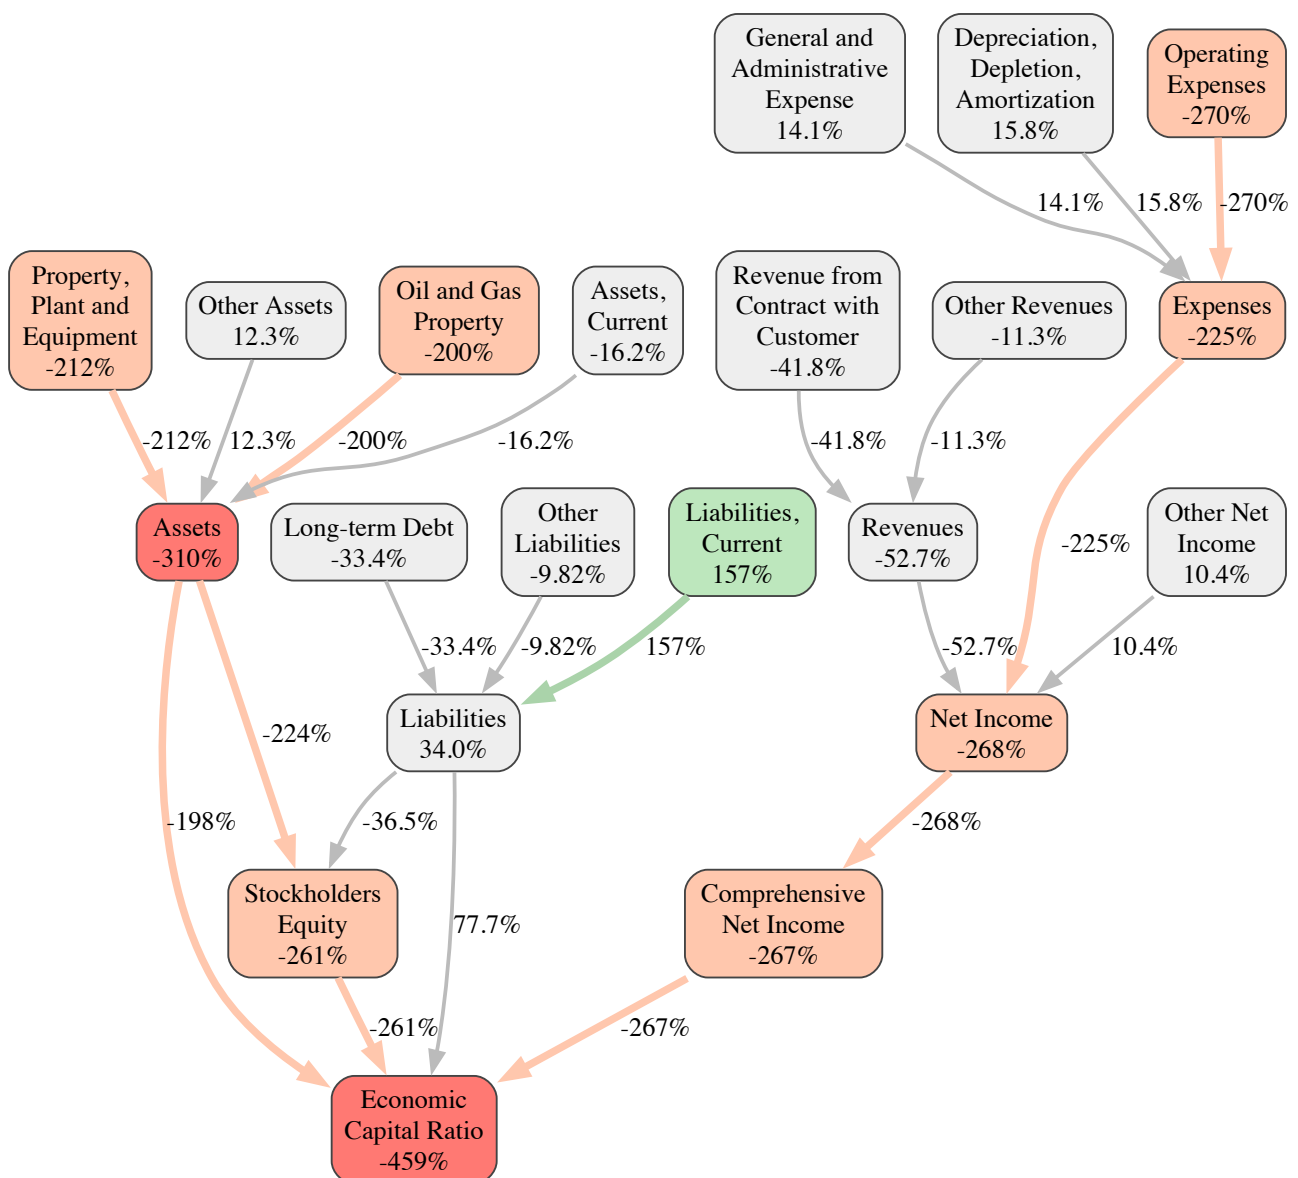 General and
Administrative
Expense
14.1%
Depreciation,
Depletion,
Amortization
15.8%
Operating
Expenses
-270%
14.1%
15.8%
-270%
Property,
Plant and
Equipment
-212%
Other Assets
12.3%
Oil and Gas
Property
-200%
Assets,
Current
-16.2%
Revenue from
Contract with
Customer
-41.8%
Other Revenues
-11.3%
Expenses
-225%
-212%
12.3%
-200%
-16.2%
-41.8%
-11.3%
Assets
-310%
Long-term Debt
-33.4%
Other
Liabilities
-9.82%
Liabilities,
Current
157%
Revenues
-52.7%
-225%
Other Net
Income
10.4%
-33.4%
-9.82%
157%
-52.7%
10.4%
-224%
Liabilities
34.0%
Net Income
-268%
-198%
-36.5%
-268%
Stockholders
Equity
-261%
77.7%
Comprehensive
Net Income
-267%
-261%
-267%
Economic
Capital Ratio
-459%